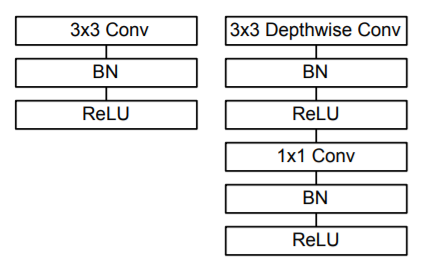 3x3 Conv
BN
ReLU
3x3 Depthwise Conv
BN
ReLU
1x1 Conv
BN
ReLU